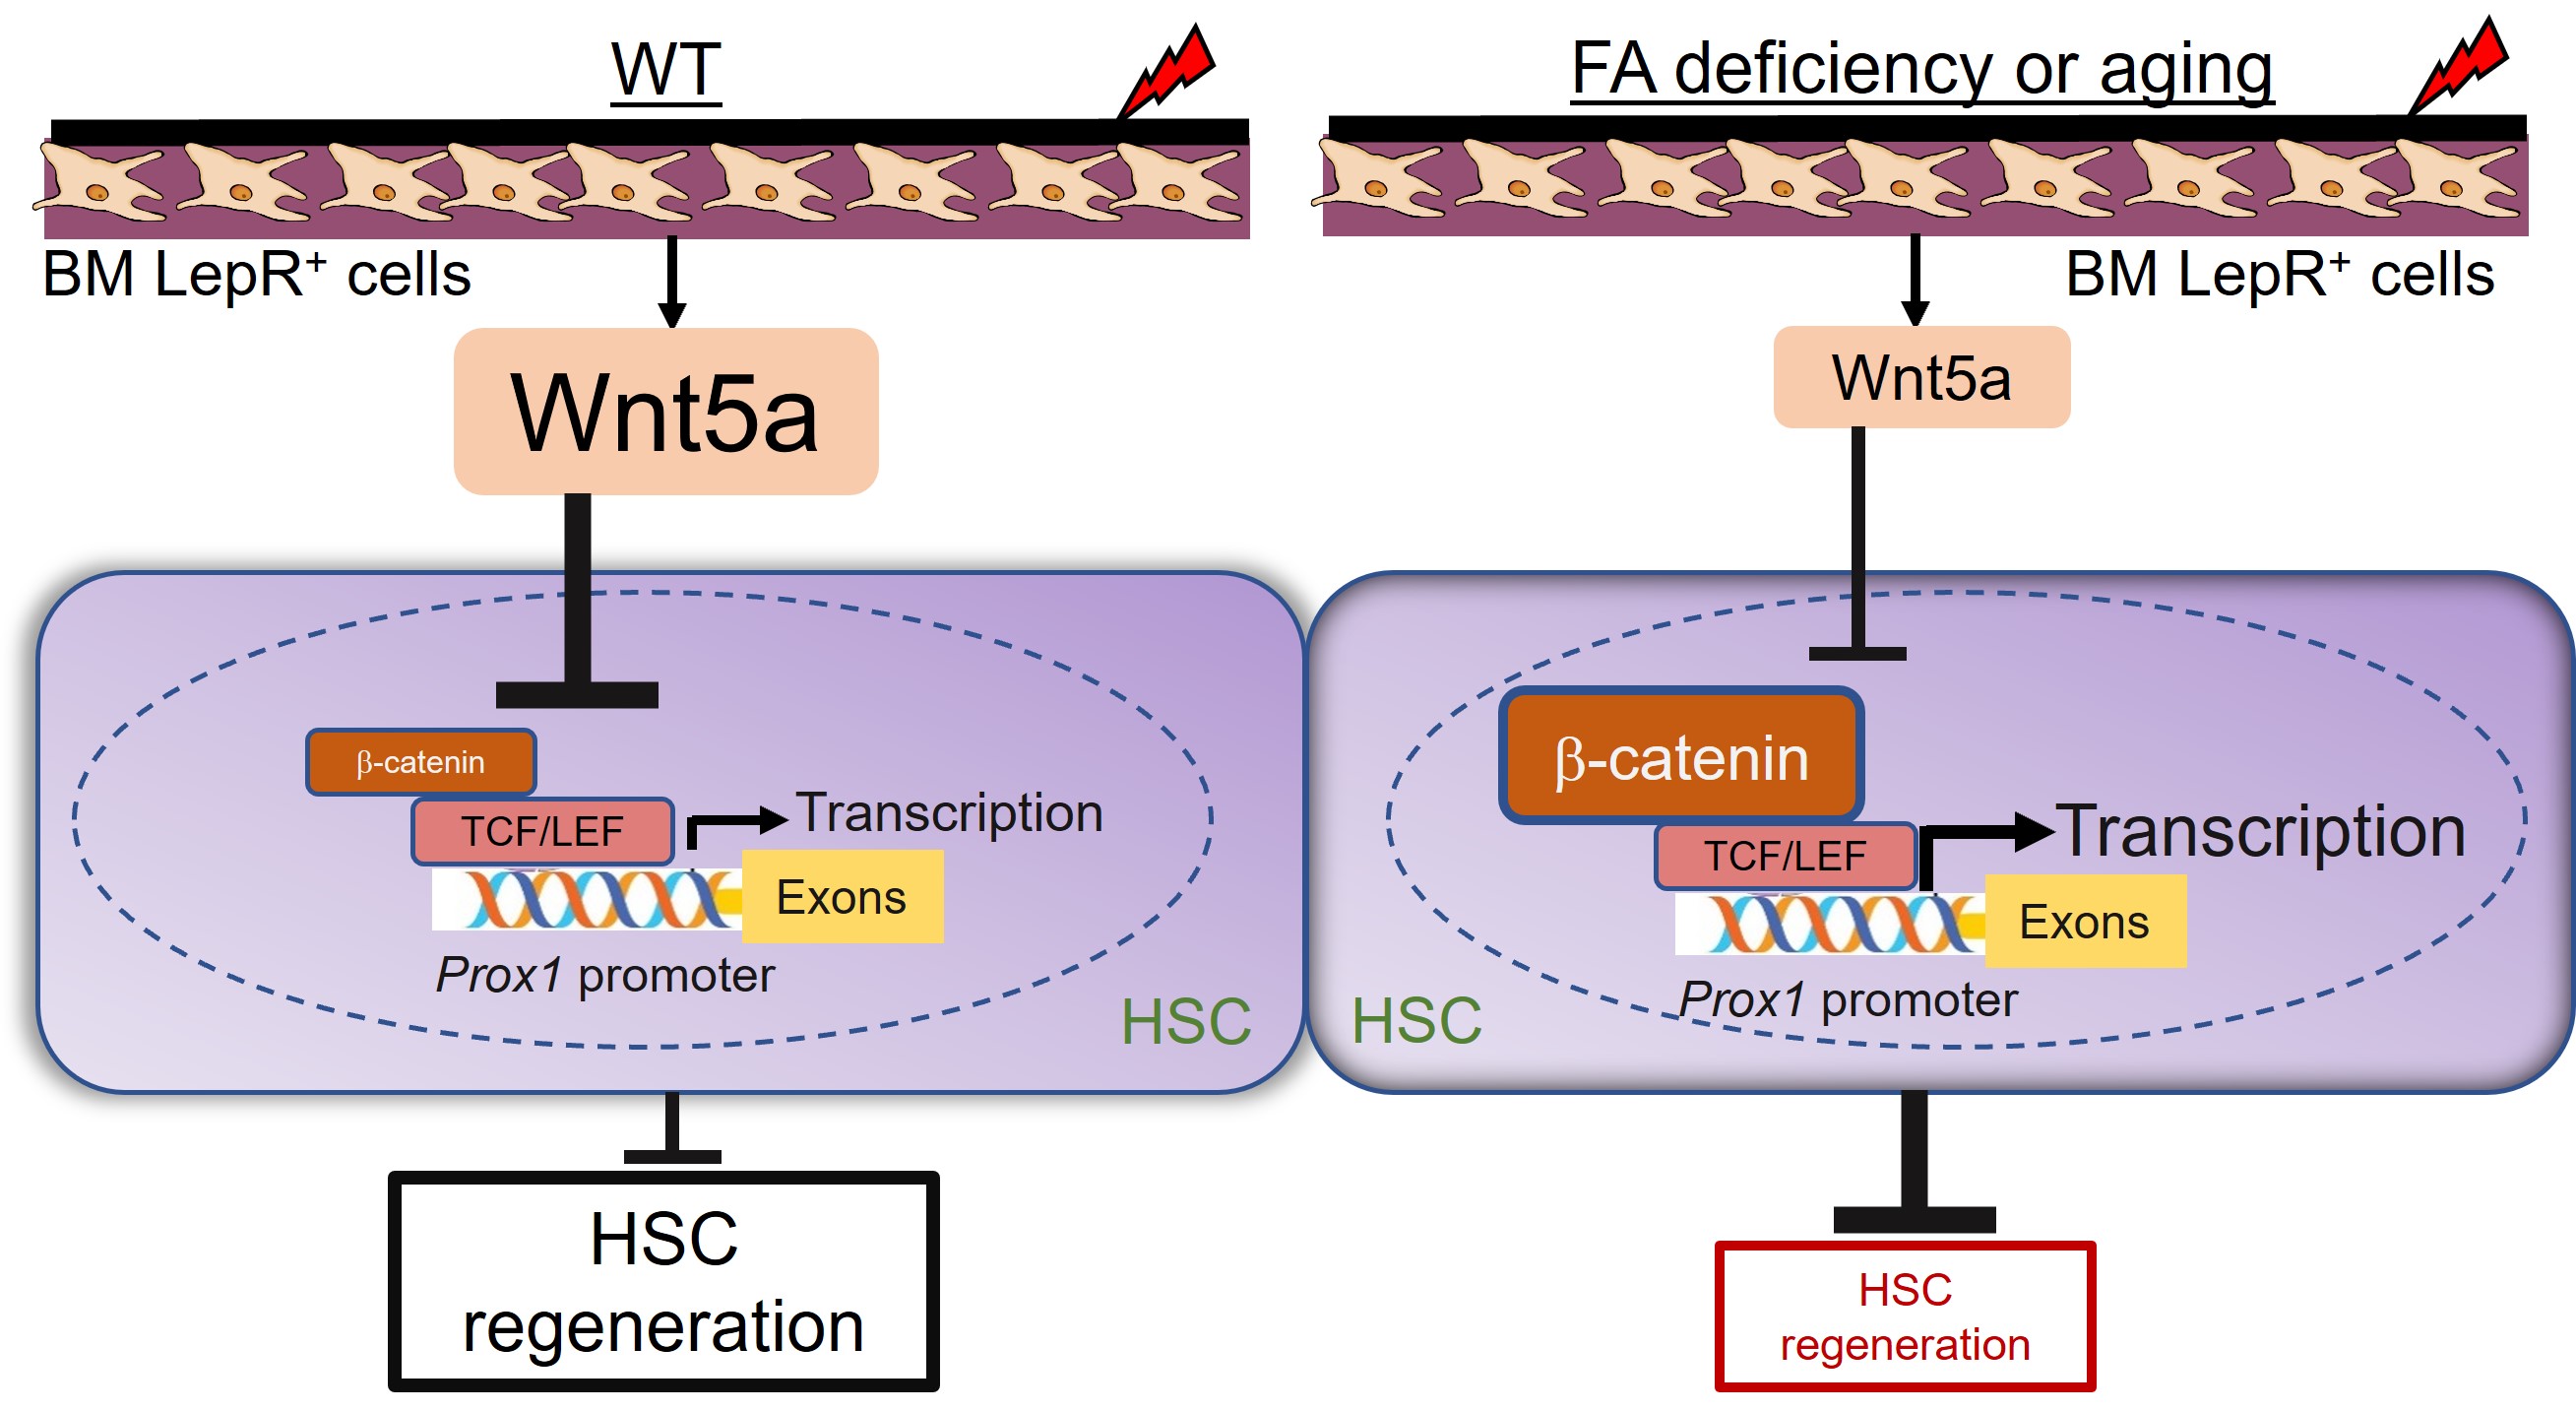 WT
BM LepR⁺ cells
Wnt5a
β-catenin
TCF/LEF
Transcription
Exons
Prox1 promoter
HSC
HSC
regeneration
FA deficiency or aging
BM LepR⁺ cells
Wnt5a
β-catenin
TCF/LEF
Transcription
Exons
Prox1 promoter
HSC
HSC
regeneration